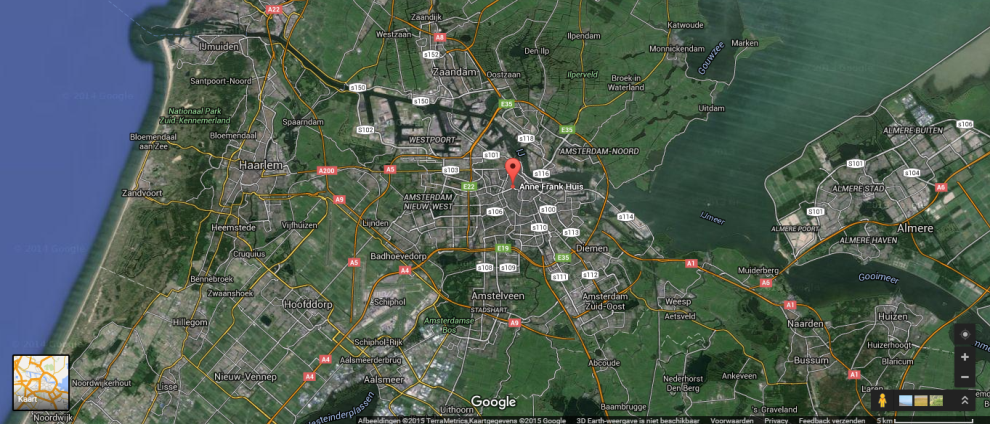 A22
Zaandijk
Katwoude
Westzaan
A8
Ilpendam
Marken
IJmuiden
s152
Den Ilp
Monnickendam
Gouwzee
Zaandam
Oostzaan
Ilperveld
Santpoort-Noord
Broek in
Waterland
s150
s150
E35
Uitdam
Nationaal Park
Zuid-Kennemerland
Spaarndam
S102
E35
s106
Bloemendaal
aan Zee
Bloemendaal
WESTPOORT
s118
ALMERE-BUITEN
IJ
AMSTERDAM-NOORD
s101
Haarlem
A200
A5
s103
s116
S101
s104
Zandvoort
E22
Anne Frank Huis
ALMERE STAD
A6
A9
AMSTERDAM
NIEUW-WEST
s106
s100
s114
IJmeer
S101
Heemstede
Vijfhuizen
Lijnden
s110
s113
ALMERE POORT
Almere
Cruquius
Badhoevedorp
E19
Diemen
ALMERE HAVEN
A5
A4
E35
A1
s108
s109
s111
s112
Muiderberg
Gooimeer
Bennebroek
A6
Zwaanshoek
Hoofddorp
Schiphol
Amstelveen
Amsterdam
Zuid-Oost
Weesp
A1
STADSHART
Aetsveld
Huizen
Hillegom
Amsterdamse
Bos
A9
Naarden
Schiphol-Rijk
Huizerhoogt
A4
Aalsmeerderbrug
Abcoude
Bussum
Blaricum
Nieuw-Vennep
A4
Aalsmeer
Nederhorst
Den Berg
Ankeveen
A1
Noordwijkerhout
Lisse
Laren
Kaart
Google
Noordwijk
Uithoorn
Baambrugge
's-Graveland
Afbeeldingen ©2015 TerraMetrics,Kaartgegevens ©2015 Google
3D Earth-weergave is niet beschikbaar
Voorwaarden
Privacy
Feedback verzenden
5 km